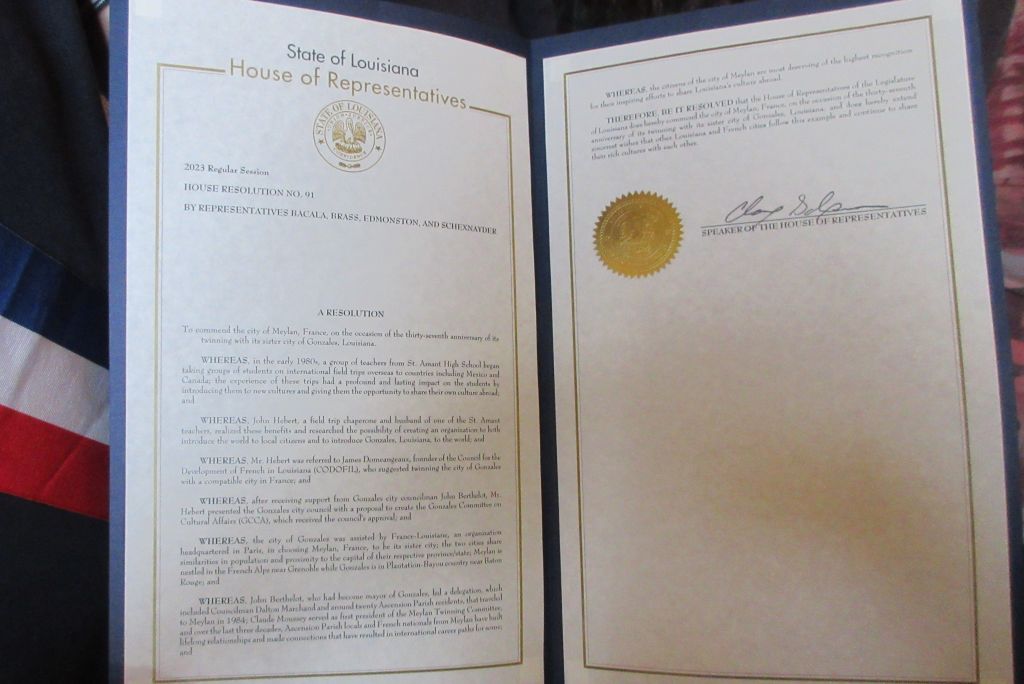 State of Louisiana
House of Representatives
STATE OF LOUISIANA
2023 Regular Session
HOUSE RESOLUTION NO. 91
BY REPRESENTATIVES BACALA, BRASS, EDMONSTON, AND SCHEXNAYDER
A RESOLUTION
To commend the city of Meylan, France, on the occasion of the thirty-seventh anniversary of its
twinning with its sister city of Gonzales, Louisiana.
WHEREAS, in the early 1980s, a group of teachers from St. Amant High School began
taking groups of students on international field trips overseas to countries including Mexico and
Canada; the experience of these trips had a profound and lasting impact on the students by
introducing them to new cultures and giving them the opportunity to share their own culture abroad;
and
WHEREAS, John Hebert, a field trip chaperone and husband of one of the St. Amant
teachers, realized these benefits and researched the possibility of creating an organization to both
introduce the world to local citizens and to introduce Gonzales, Louisiana, to the world; and
WHEREAS, Mr. Hebert was referred to James Domeangeaux, founder of the Council for the
Development of French in Louisiana (CODOFIL), who suggested twinning the city of Gonzales
with a compatible city in France; and
WHEREAS, after receiving support from Gonzales city councilman John Berthelot, Mr.
Hebert presented the Gonzales city council with a proposal to create the Gonzales Committee on
Cultural Affairs (GCCA), which received the council's approval; and
WHEREAS, the city of Gonzales was assisted by France-Louisiane, an organization
headquartered in Paris, in choosing Meylan, France, to be its sister city; the two cities share
similarities in population and proximity to the capital of their respective province/state; Meylan is
nestled in the French Alps near Grenoble while Gonzales is in Plantation-Bayou country near Baton
Rouge; and
WHEREAS, John Berthelot, who had become mayor of Gonzales, led a delegation, which
included Councilman Dalton Marchand and around twenty Ascension Parish residents, that traveled
to Meylan in 1984; Claude Moussey served as first president of the Meylan Twinning Committee,
and over the last three decades, Ascension Parish locals and French nationals from Meylan have built
lifelong relationships and made connections that have resulted in international career paths for some;
and
WHEREAS, the citizens of the city of Meylan are most deserving of the highest recognition
for their inspiring efforts to share Louisiana's culture abroad.
THEREFORE, BE IT RESOLVED that the House of Representatives of the Legislature
of Louisiana does hereby commend the city of Meylan, France, on the occasion of the thirty-seventh
anniversary of its twinning with its sister city of Gonzales, Louisiana, and does hereby extend
sincerest wishes that other Louisiana and French cities follow this example and continue to share
their rich cultures with each other.
SPEAKER OF THE HOUSE OF REPRESENTATIVES